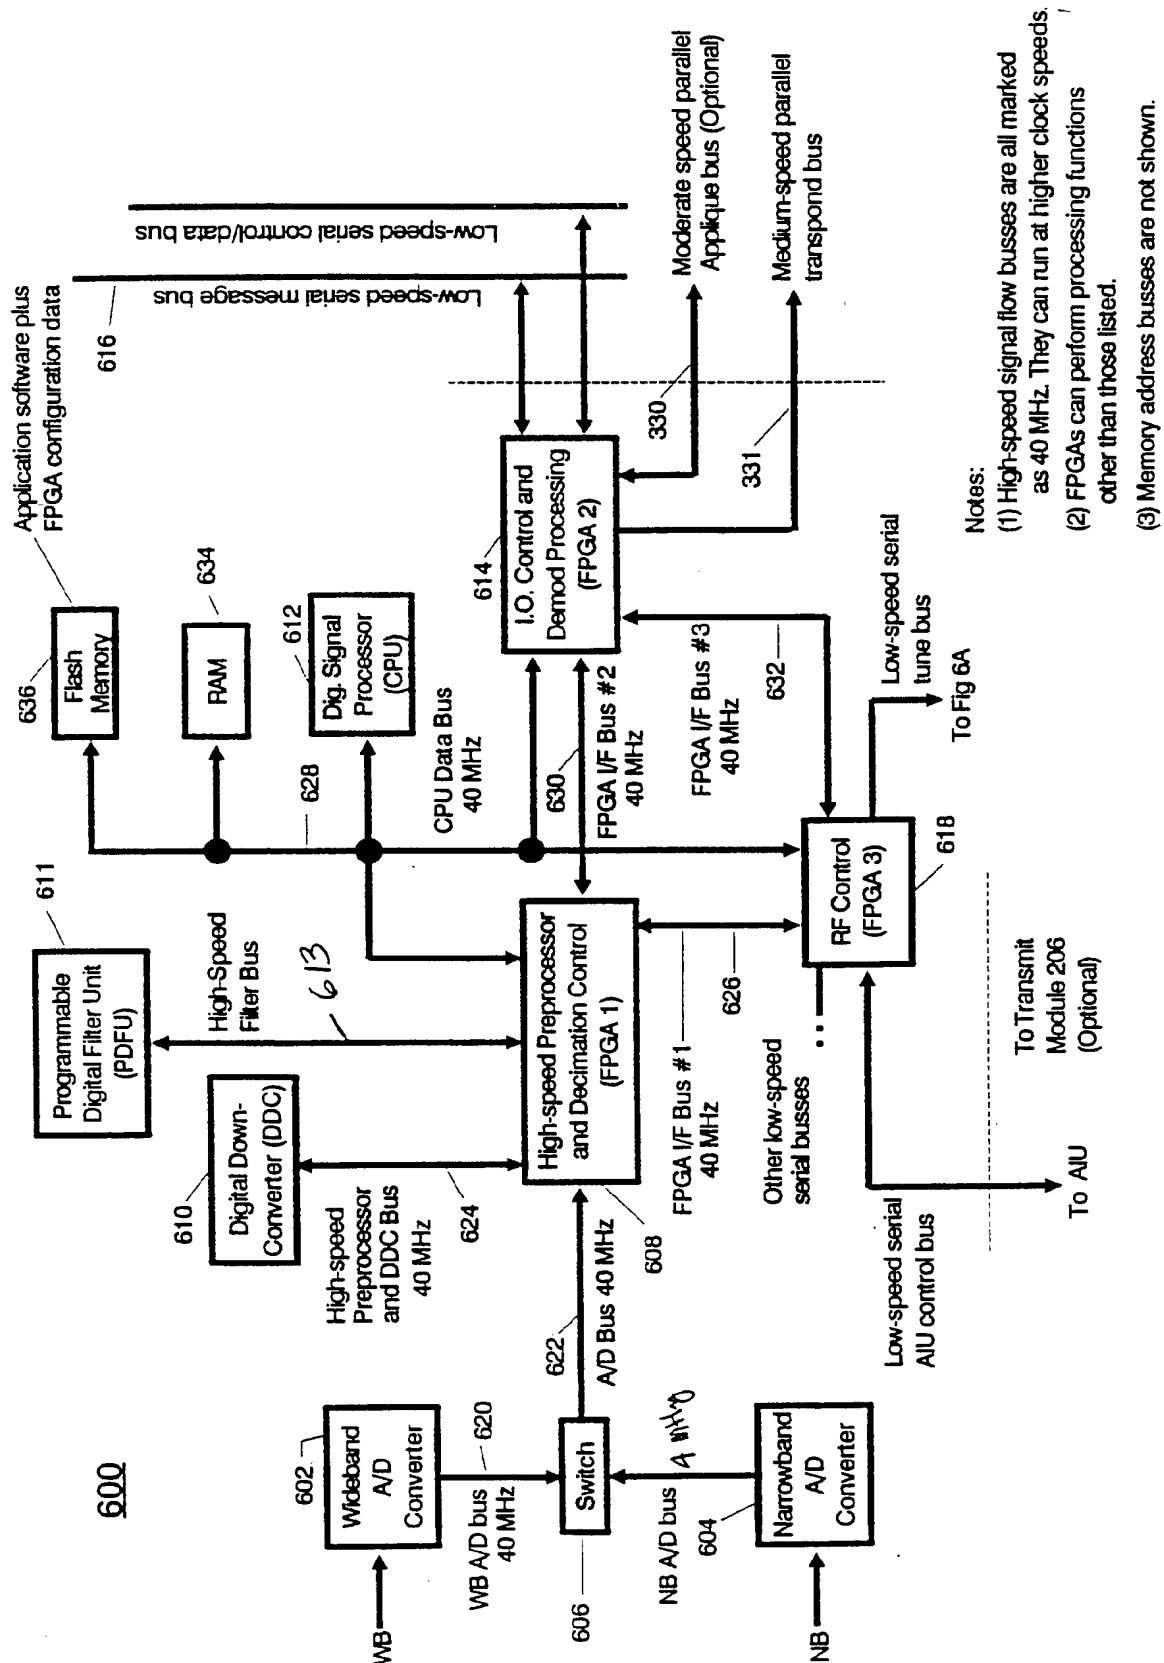 600
WB
602
Wideband
A/D
Converter
WB A/D bus
40 MHz
620
606
Switch
NB A/D bus
604
Narrowband
A/D
Converter
NB
622
A/D Bus 40 MHz
610
Digital Down-
Converter (DDC)
High-speed
Preprocessor
and DDC Bus
40 MHz
624
611
Programmable
Digital Filter Unit
(PDFU)
High-Speed
Filter Bus
613
608
High-speed Preprocessor
and Decimation Control
(FPGA 1)
FPGA I/F Bus #1
40 MHz
626
Other low-speed
serial busses
...
Low-speed serial
AIU control bus
To AIU
To Transmit
Module 206
(Optional)
RF Control
(FPGA 3)
618
Low-speed serial
tune bus
To Fig 6A
636
Flash
Memory
Application software plus
FPGA configuration data
RAM
634
628
612
Dig. Signal
Processor
(CPU)
CPU Data Bus
40 MHz
630
FPGA I/F Bus #2
40 MHz
FPGA I/F Bus #3
40 MHz
632
614
I.O. Control and
Demod Processing
(FPGA 2)
616
Low-speed serial message bus
Low-speed serial control/data bus
330
Moderate speed parallel
Applique bus (Optional)
331
Medium-speed parallel
transpond bus
Notes:
(1) High-speed signal flow busses are all marked
as 40 MHz. They can run at higher clock speeds.
(2) FPGAs can perform processing functions
other than those listed.
(3) Memory address busses are not shown.